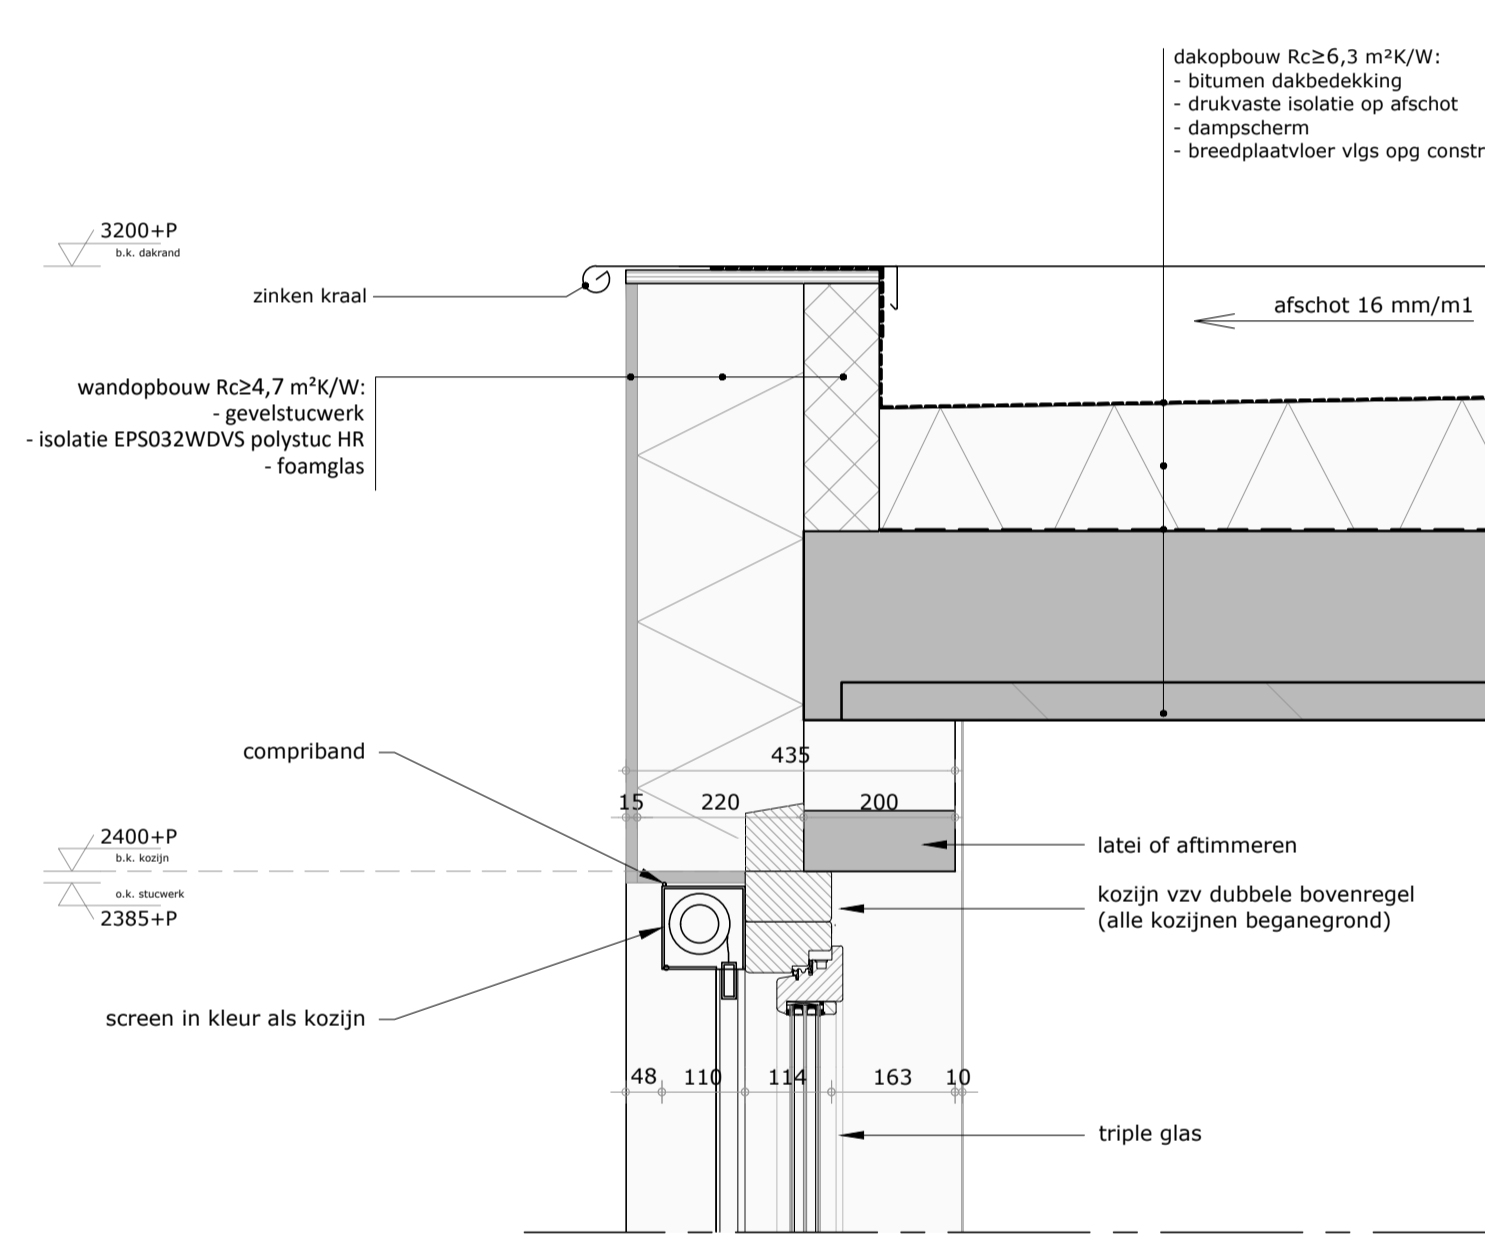 dakopbouw Rc≥6,3 m²K/W:
- bitumen dakbedekking
- drukvaste isolatie op afschot
- dampscherm
- breedplaatvloer vlgs opg constr
3200+P
b.k. dakrand
zinken kraal
afschot 16 mm/m1
wandopbouw Rc≥4,7 m²K/W:
- gevelstucwerk
- isolatie EPS032WDVS polystuc HR
- foamglas
compriband
435
15 220 200
2400+P
b.k. kozijn
o.k. stucwerk
2385+P
latei of aftimmeren
kozijn vzv dubbele bovenregel
(alle kozijnen beganegrond)
screen in kleur als kozijn
48 110 114 163 10
triple glas